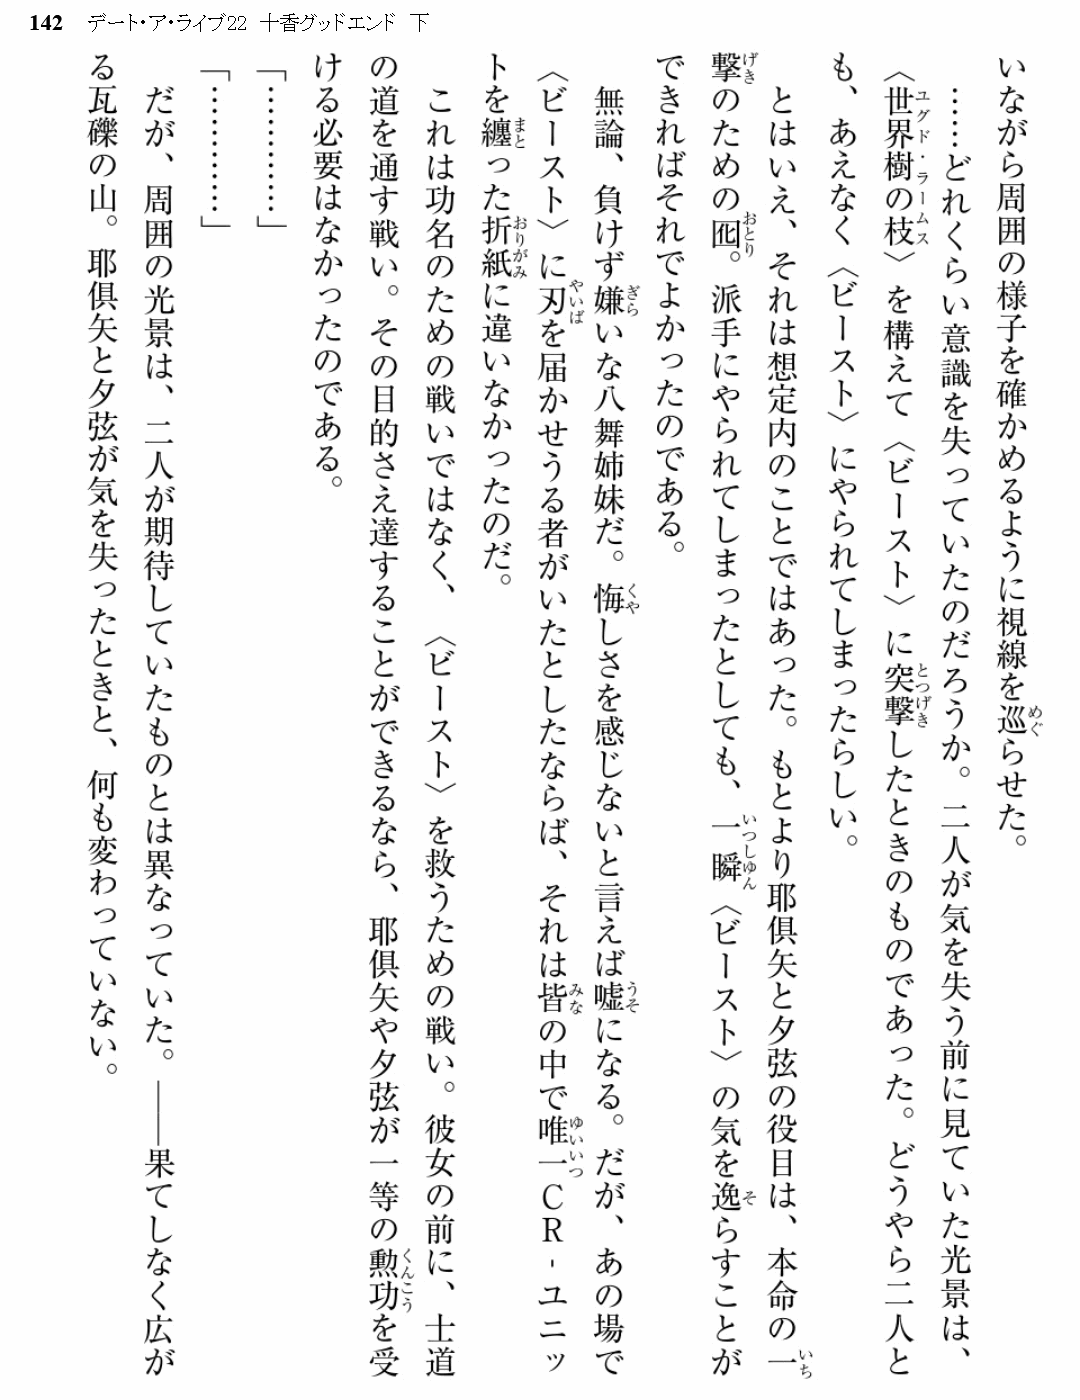 142 デート・ア・ライブ22 十香グッドエンド 下
いながら周囲の様子を確かめるように視線を巡らせた。
……どれくらい意識を失っていたのだろうか。二人が気を失う前に見ていた光景は、
〈世界樹の枝〉を構えて〈ビースト〉に突撃したときのものであった。どうやら二人と
も、あえなく〈ビースト〉にやられてしまったらしい。
とはいえ、それは想定内のことではあった。もとより耶倶矢と夕弦の役目は、本命の一
撃のための囮。派手にやられてしまったとしても、一瞬〈ビースト〉の気を逸らすことが
できればそれでよかったのである。
無論、負けず嫌いな八舞姉妹だ。悔しさを感じないと言えば嘘になる。だが、あの場で
〈ビースト〉に刃を届かせうる者がいたとしたならば、それは皆の中で唯一CR-ユニッ
トを纏った折紙に違いなかったのだ。
これは功名のための戦いではなく、〈ビースト〉を救うための戦い。彼女の前に、士道
の道を通す戦い。その目的さえ達することができるなら、耶倶矢や夕弦が一等の勲功を受
ける必要はなかったのである。
「…………」
「…………」
だが、周囲の光景は、二人が期待していたものとは異なっていた。――果てしなく広が
る瓦礫の山。耶倶矢と夕弦が気を失ったときと、何も変わっていない。